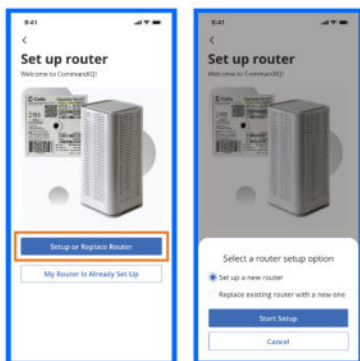 9:41
Set up router
Welcome to CommandIQ!
Calix
Setup or Replace Router
My Router Is Already Set Up
9:41
Set up router
Welcome to CommandIQ!
Calix
Select a router setup option
Set up a new router
Replace existing router with a new one
Start Setup
Cancel